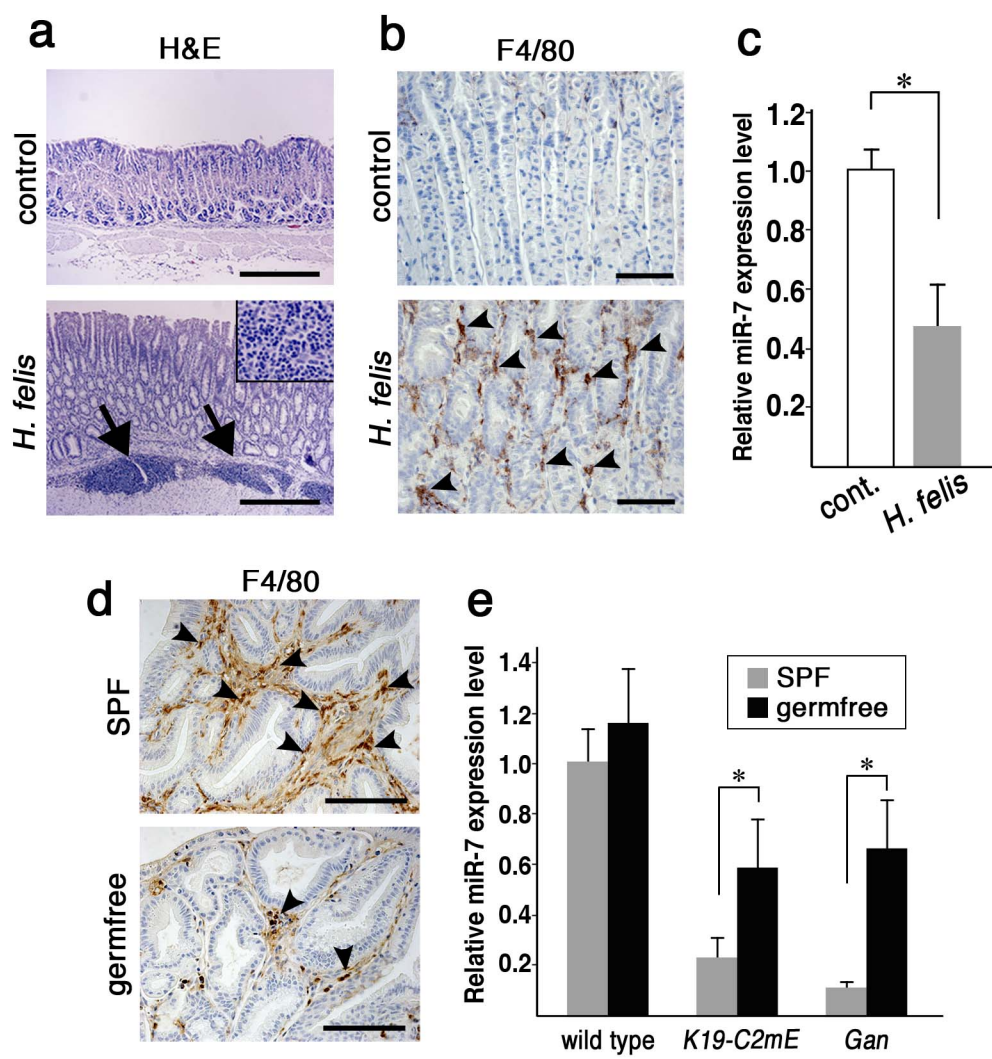 a
H&E
control
H. felis
b
F4/80
control
H. felis
c
Relative miR-7 expression level
1.2
1.0
0.8
0.6
0.4
0.2
*
cont.
H. felis
d
F4/80
SPF
germfree
e
Relative miR-7 expression level
1.4
1.2
1.0
0.8
0.6
0.4
0.2
SPF
germfree
*
*
wild type
K19-C2mE
Gan